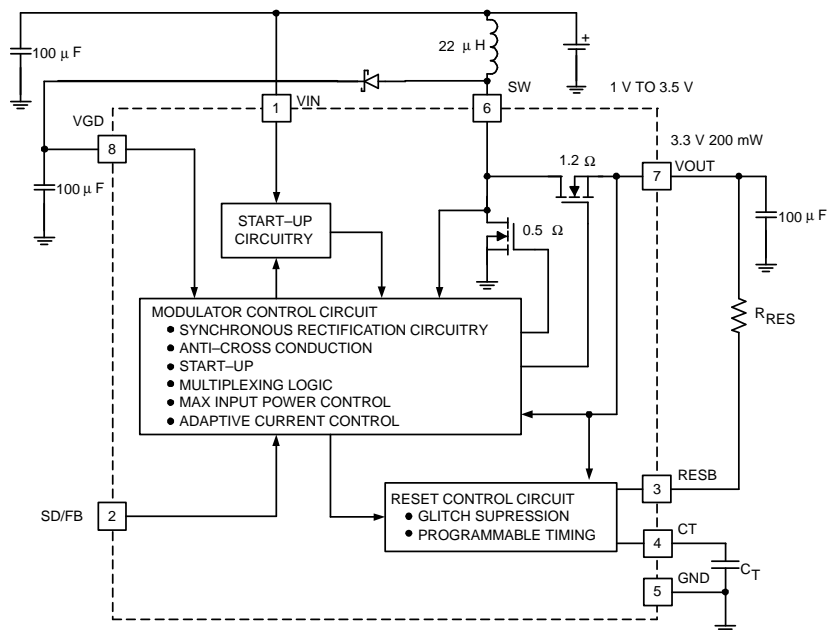 22 μ H
+
100 μ F
1 V TO 3.5 V
1
VIN
6
SW
VGD
8
3.3 V 200 mW
1.2 Ω
7
VOUT
100 μ F
START–UP
CIRCUITRY
0.5 Ω
100 μ F
MODULATOR CONTROL CIRCUIT
● SYNCHRONOUS RECTIFICATION CIRCUITRY
● ANTI–CROSS CONDUCTION
● START–UP
● MULTIPLEXING LOGIC
● MAX INPUT POWER CONTROL
● ADAPTIVE CURRENT CONTROL
RRES
SD/FB
2
RESET CONTROL CIRCUIT
● GLITCH SUPRESSION
● PROGRAMMABLE TIMING
3
RESB
4
CT
CT
5
GND